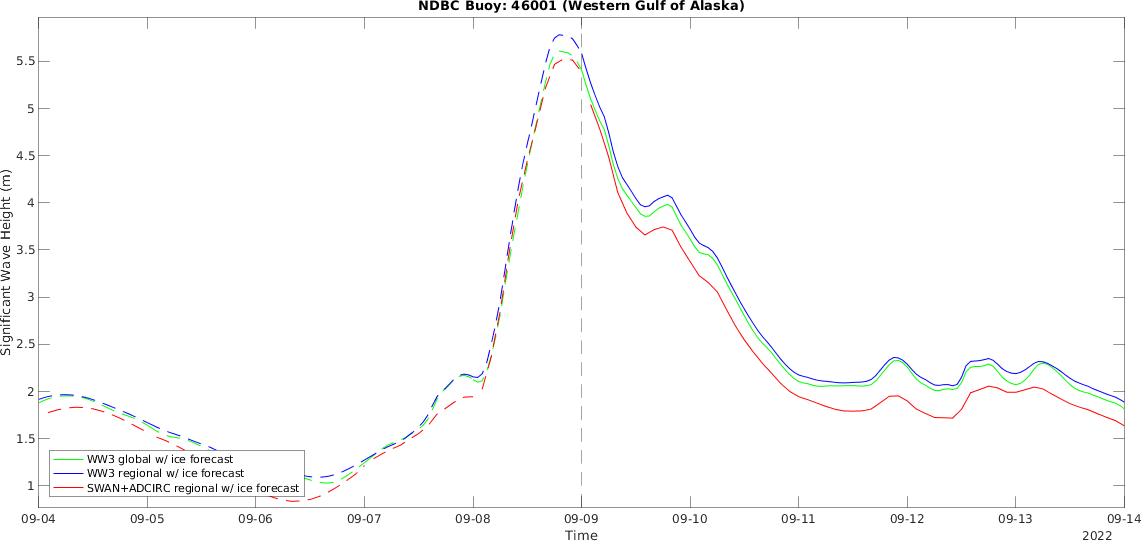 NDBC Buoy: 46001 (Western Gulf of Alaska)
Significant Wave Height (m)
5.5
5
4.5
4
3.5
3
2.5
2
1.5
1
WW3 global w/ ice forecast
WW3 regional w/ ice forecast
SWAN+ADCIRC regional w/ ice forecast
09-04 09-05 09-06 09-07 09-08 09-09 09-10 09-11 09-12 09-13 09-14
Time
2022